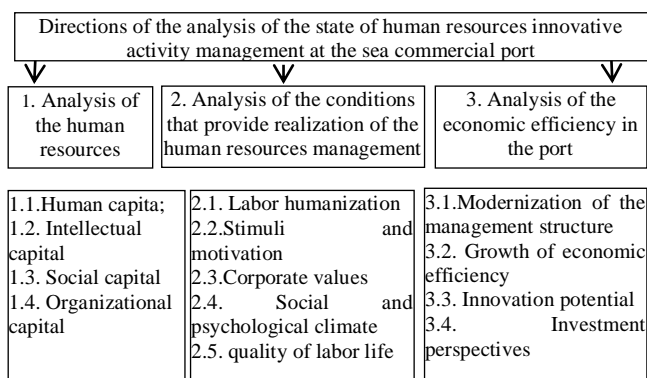 Directions of the analysis of the state of human resources innovative
activity management at the sea commercial port
1. Analysis of
the human
resources
2. Analysis of the conditions
that provide realization of the
human resources management
3. Analysis of the
economic efficiency in
the port
1.1.Human capita;
1.2. Intellectual
capital
1.3. Social capital
1.4. Organizational
capital
2.1. Labor humanization
2.2.Stimuli and
motivation
2.3.Corporate values
2.4. Social and
psychological climate
2.5. quality of labor life
3.1.Modernization of the
management structure
3.2. Growth of economic
efficiency
3.3. Innovation potential
3.4. Investment
perspectives